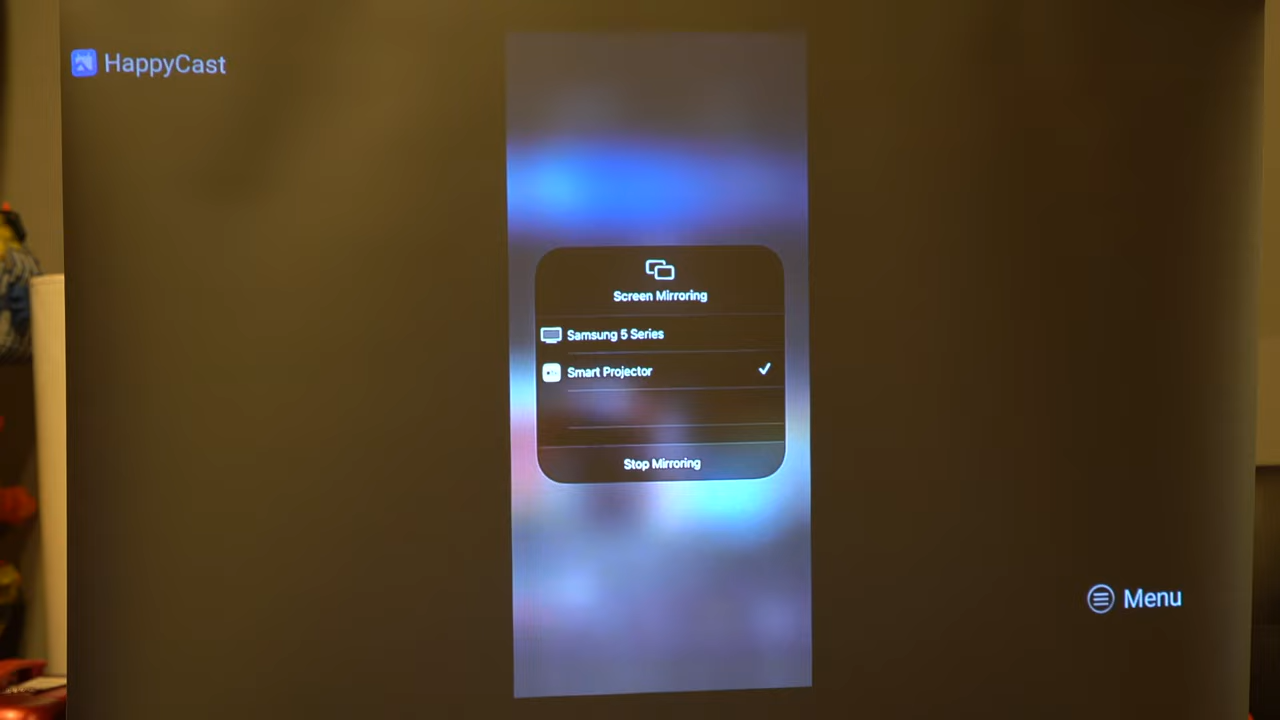 HappyCast
Screen Mirroring
Samsung 5 Series
Smart Projector
Stop Mirroring
Menu